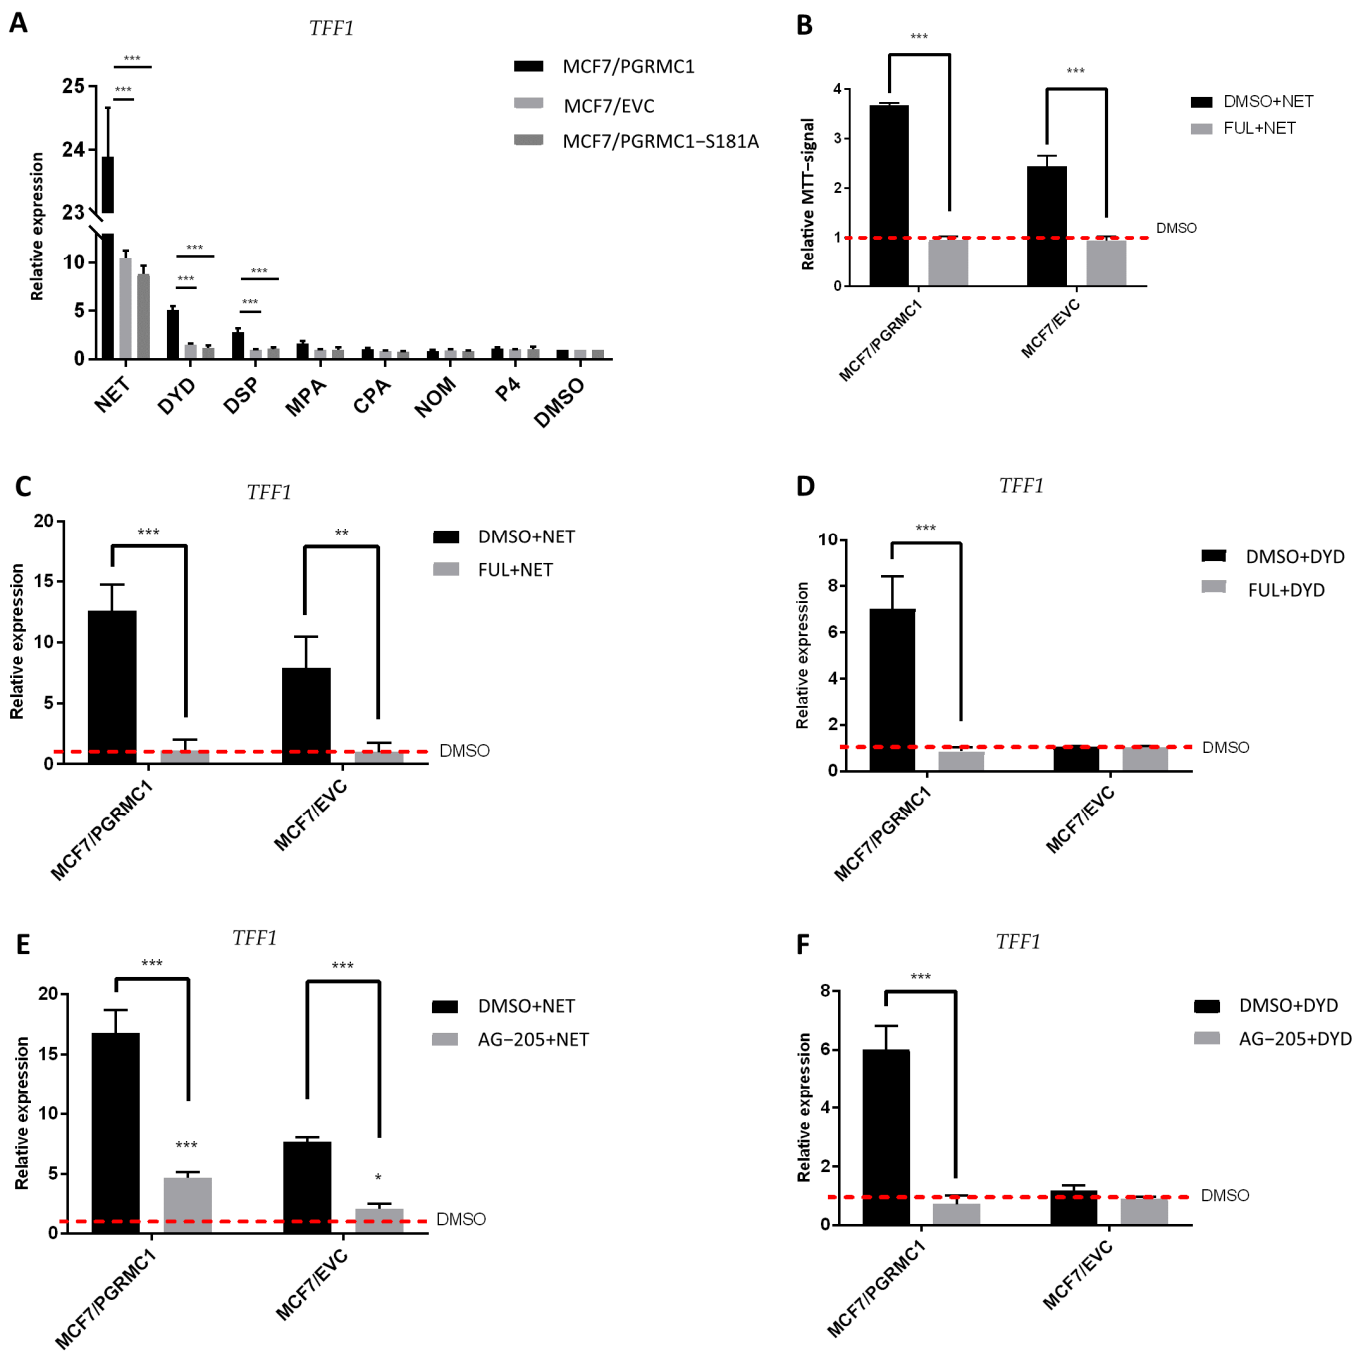 A
TFF1
***
***
25
24
23
10
5
0
Relative expression
***
***
***
***
MCF7/PGRMC1
MCF7/EVC
MCF7/PGRMC1−S181A
NET
DYD
DSP
MPA
CPA
NOM
P4
DMSO
B
***
***
4
3
2
1
0
Relative MTT−signal
DMSO+NET
FUL+NET
DMSO
MCF7/PGRMC1
MCF7/EVC
C
TFF1
***
**
20
15
10
5
0
Relative expression
DMSO+NET
FUL+NET
DMSO
MCF7/PGRMC1
MCF7/EVC
D
TFF1
***
10
8
6
4
2
0
Relative expression
DMSO+DYD
FUL+DYD
DMSO
MCF7/PGRMC1
MCF7/EVC
E
TFF1
***
***
***
*
20
15
10
5
0
Relative expression
DMSO+NET
AG−205+NET
DMSO
MCF7/PGRMC1
MCF7/EVC
F
TFF1
***
8
6
4
2
0
Relative expression
DMSO+DYD
AG−205+DYD
DMSO
MCF7/PGRMC1
MCF7/EVC